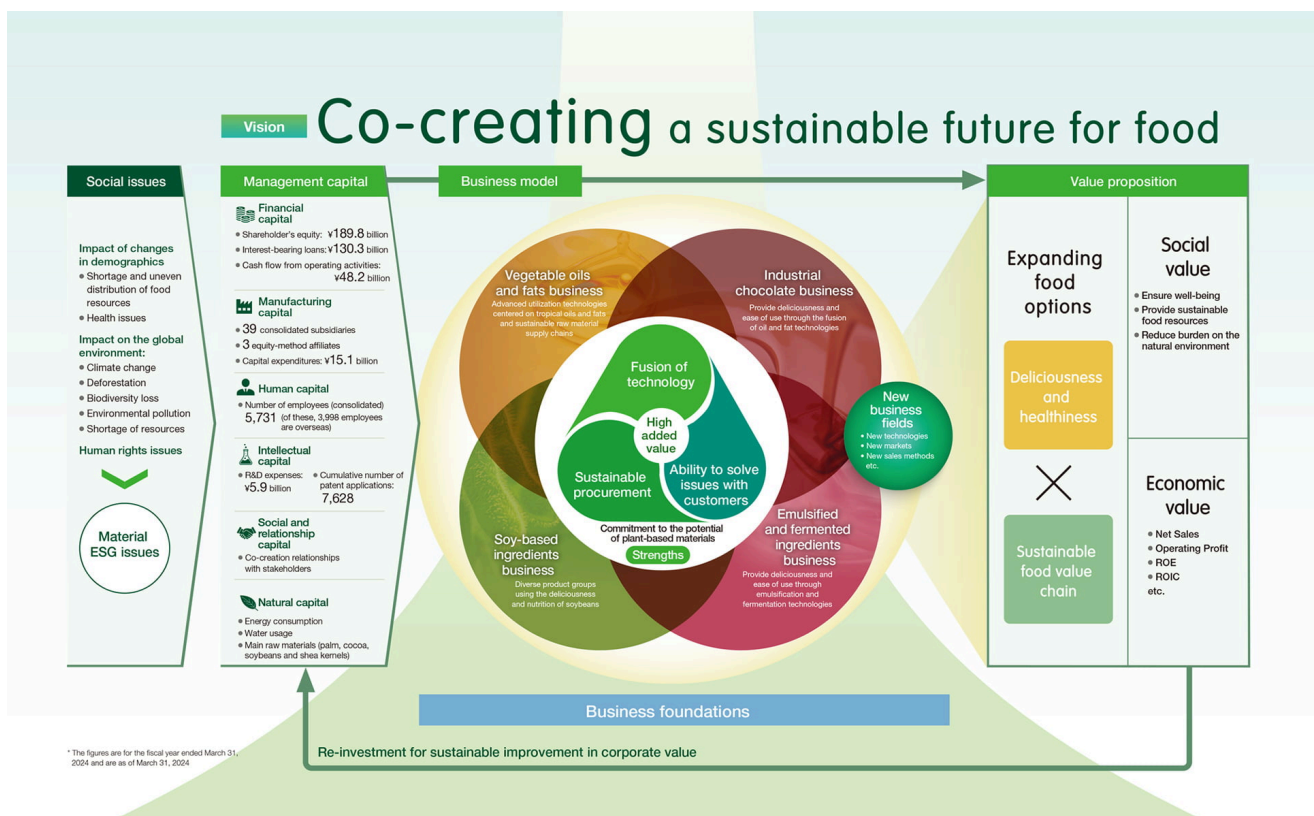 Vision
Co-creating a sustainable future for food
Social issues
Impact of changes
in demographics
• Shortage and uneven
distribution of food
resources
• Health issues
Impact on the global
environment:
• Climate change
• Deforestation
• Biodiversity loss
• Environmental pollution
• Shortage of resources
Human rights issues
Material
ESG issues
Management capital
Financial
capital
• Shareholder's equity: ¥189.8 billion
• Interest-bearing loans: ¥130.3 billion
• Cash flow from operating activities:
¥48.2 billion
Manufacturing
capital
• 39 consolidated subsidiaries
• 3 equity-method affiliates
• Capital expenditures: ¥15.1 billion
Human capital
• Number of employees (consolidated)
5,731 (of these, 3,998 employees
are overseas)
Intellectual
capital
• R&D expenses:
¥5.9 billion
• Cumulative number of
patent applications:
7,628
Social and
relationship
capital
• Co-creation relationships
with stakeholders
Natural capital
• Energy consumption
• Water usage
• Main raw materials (palm, cocoa,
soybeans and shea kernels)
Business model
Vegetable oils
and fats business
Advanced utilization technologies
centered on tropical oils and fats
and sustainable raw material
supply chains
Industrial
chocolate business
Provide deliciousness and
ease of use through the fusion
of oil and fat technologies
Fusion of
technology
High
added
value
Sustainable
procurement
Ability to solve
issues with
customers
Commitment to the potential
of plant-based materials
Strengths
New
business
fields
• New technologies
• New markets
• New sales methods
etc.
Soy-based
ingredients
business
Diverse product groups
using the deliciousness
and nutrition of soybeans
Emulsified
and fermented
ingredients
business
Provide deliciousness and
ease of use through
emulsification and
fermentation technologies
Business foundations
Value proposition
Expanding
food
options
Deliciousness
and
healthiness
Sustainable
food value
chain
Social
value
• Ensure well-being
• Provide sustainable
food resources
• Reduce burden on the
natural environment
Economic
value
• Net Sales
• Operating Profit
• ROE
• ROIC
etc.
Re-investment for sustainable improvement in corporate value
* The figures are for the fiscal year ended March 31,
2024 and are as of March 31, 2024